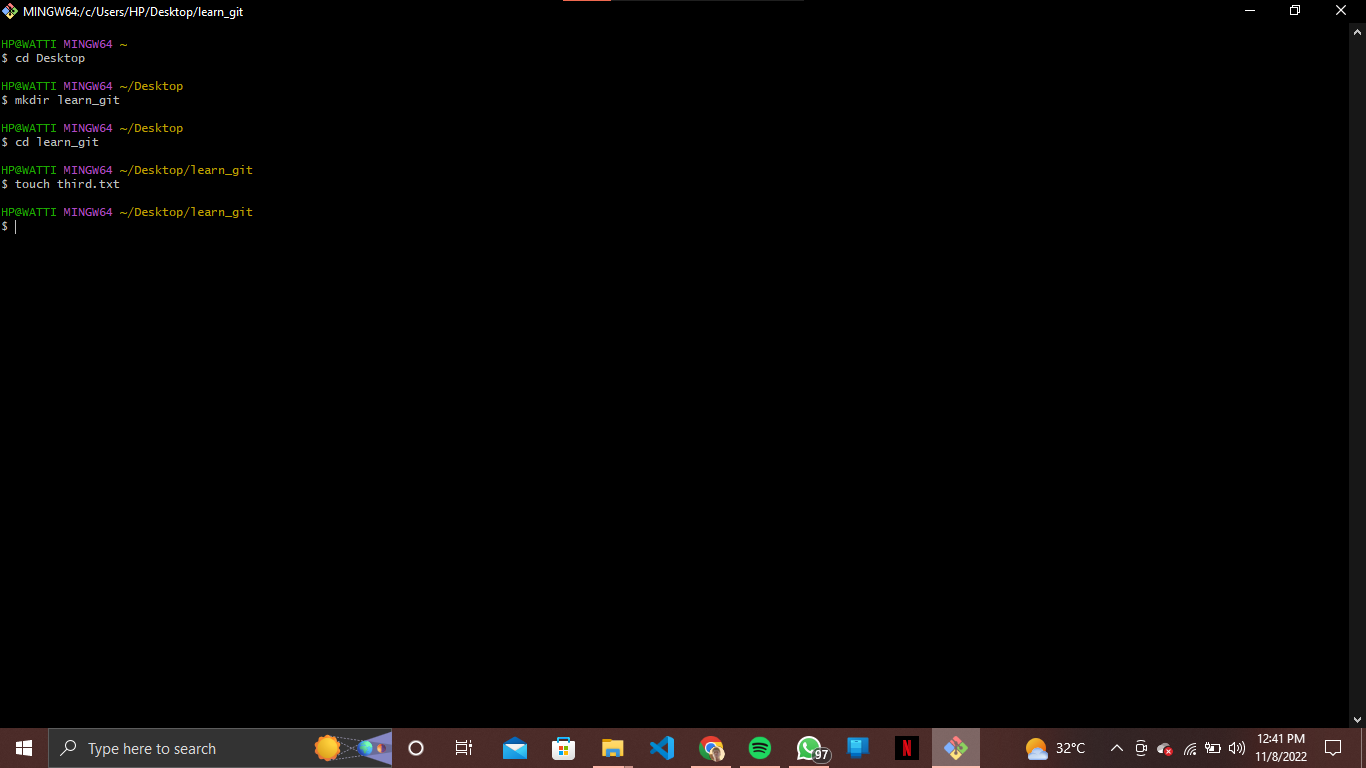 MINGW64:/c/Users/HP/Desktop/learn_git
HP@WATTI MINGW64 ~
$ cd Desktop
HP@WATTI MINGW64 ~/Desktop
$ mkdir learn_git
HP@WATTI MINGW64 ~/Desktop
$ cd learn_git
HP@WATTI MINGW64 ~/Desktop/learn_git
$ touch third.txt
HP@WATTI MINGW64 ~/Desktop/learn_git
$
Type here to search
N
97
32°C
12:41 PM
11/8/2022